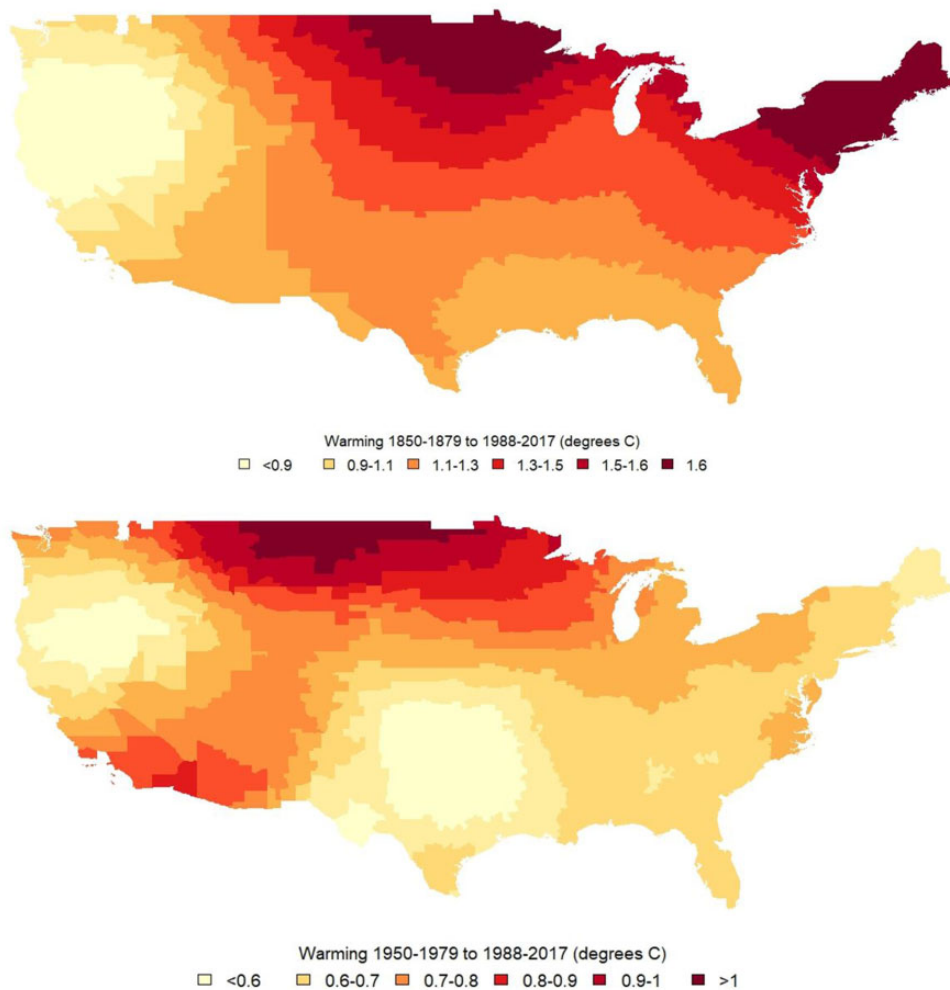 Warming 1850-1879 to 1988-2017 (degrees C)
<0.9 0.9-1.1 1.1-1.3 1.3-1.5 1.5-1.6 1.6
Warming 1950-1979 to 1988-2017 (degrees C)
<0.6 0.6-0.7 0.7-0.8 0.8-0.9 0.9-1 >1